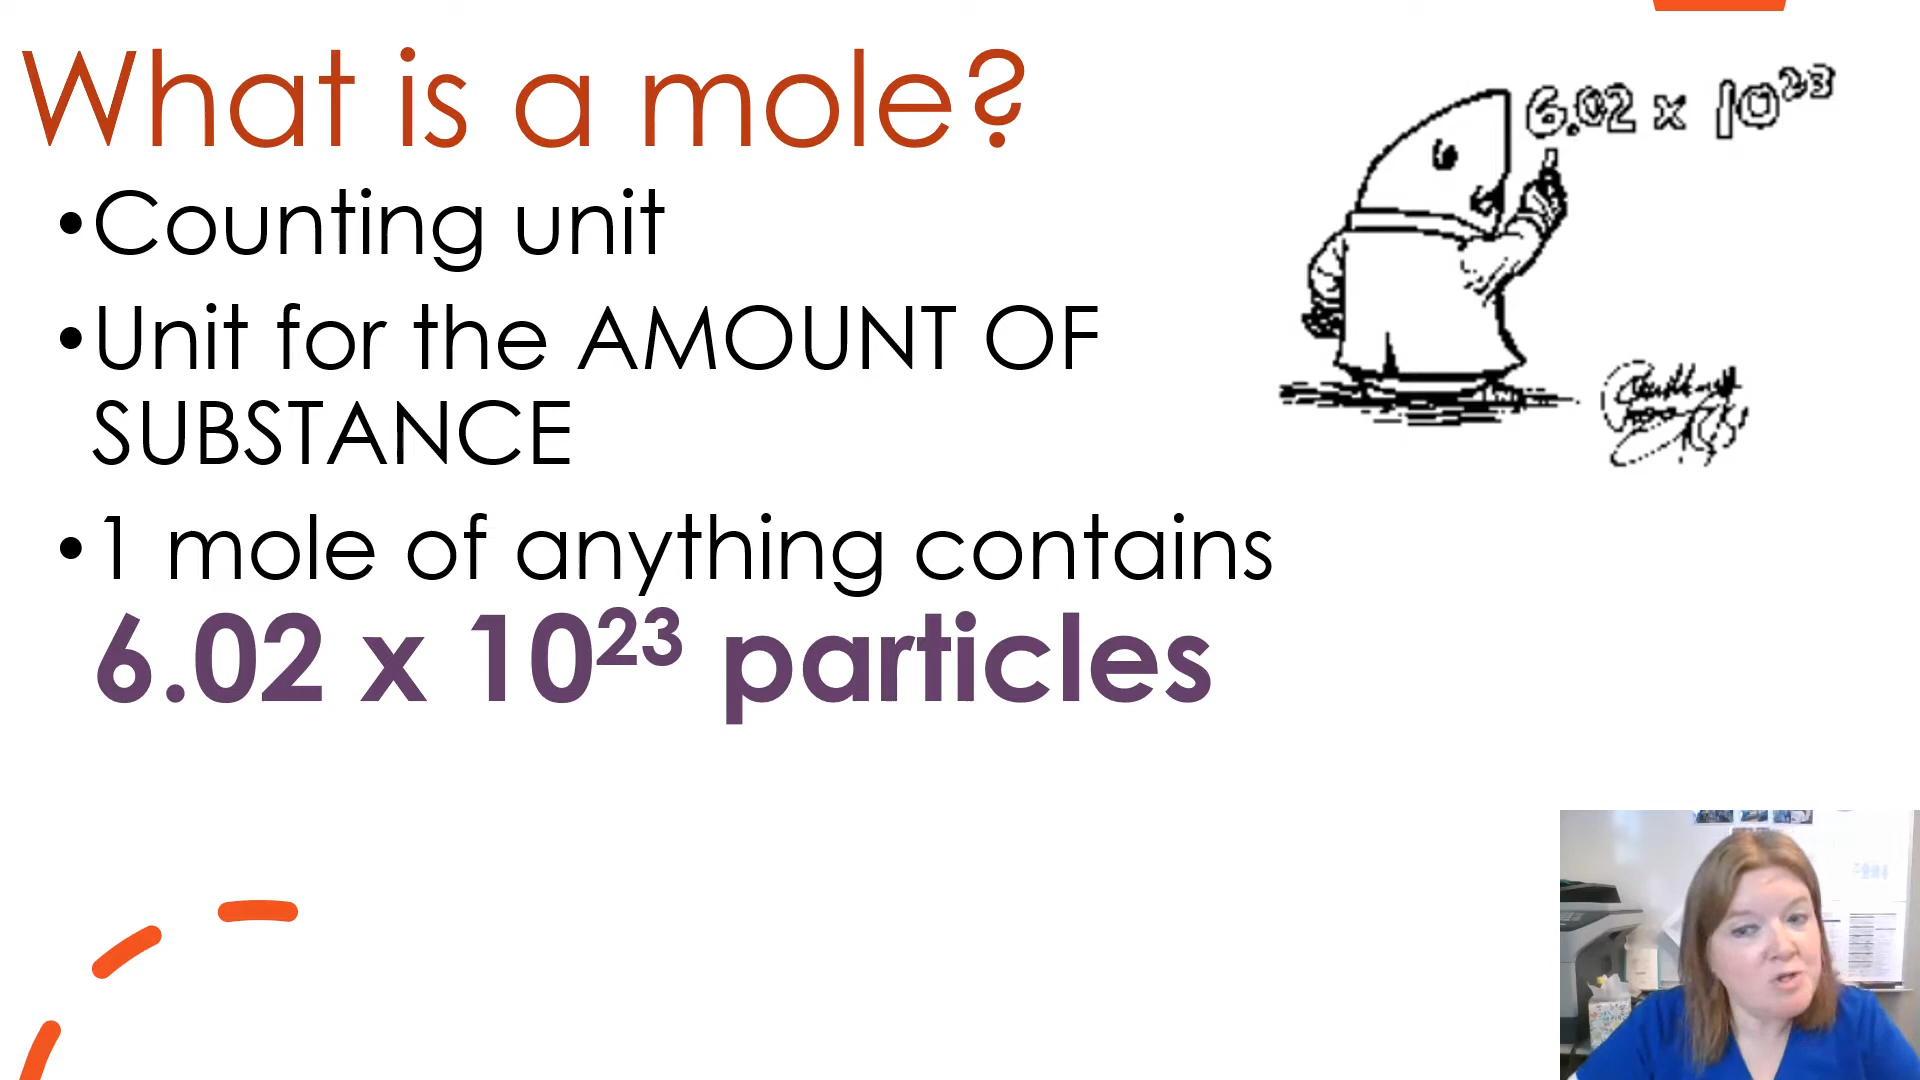 What is a mole?
6.02 x 10²³
•Counting unit
•Unit for the AMOUNT OF
SUBSTANCE
•1 mole of anything contains
6.02 x 10²³ particles